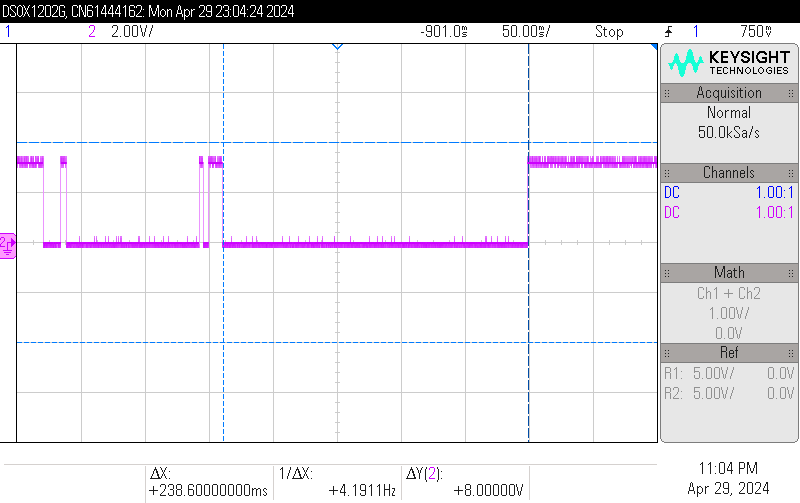 DSOX1202G, CN61444162: Mon Apr 29 23:04:24 2024
1 2 2.00V/ -901.0ms 50.00ms/ Stop 1 750mV
KEYSIGHT
TECHNOLOGIES
Acquisition
Normal
50.0kSa/s
Channels
DC 1.00:1
DC 1.00:1
2
Math
Ch1 + Ch2
1.00V/
0.0V
Ref
R1: 5.00V/ 0.0V
R2: 5.00V/ 0.0V
ΔX: 1/ΔX: ΔY(2):
+238.60000000ms +4.1911Hz +8.00000V
11:04 PM
Apr 29, 2024